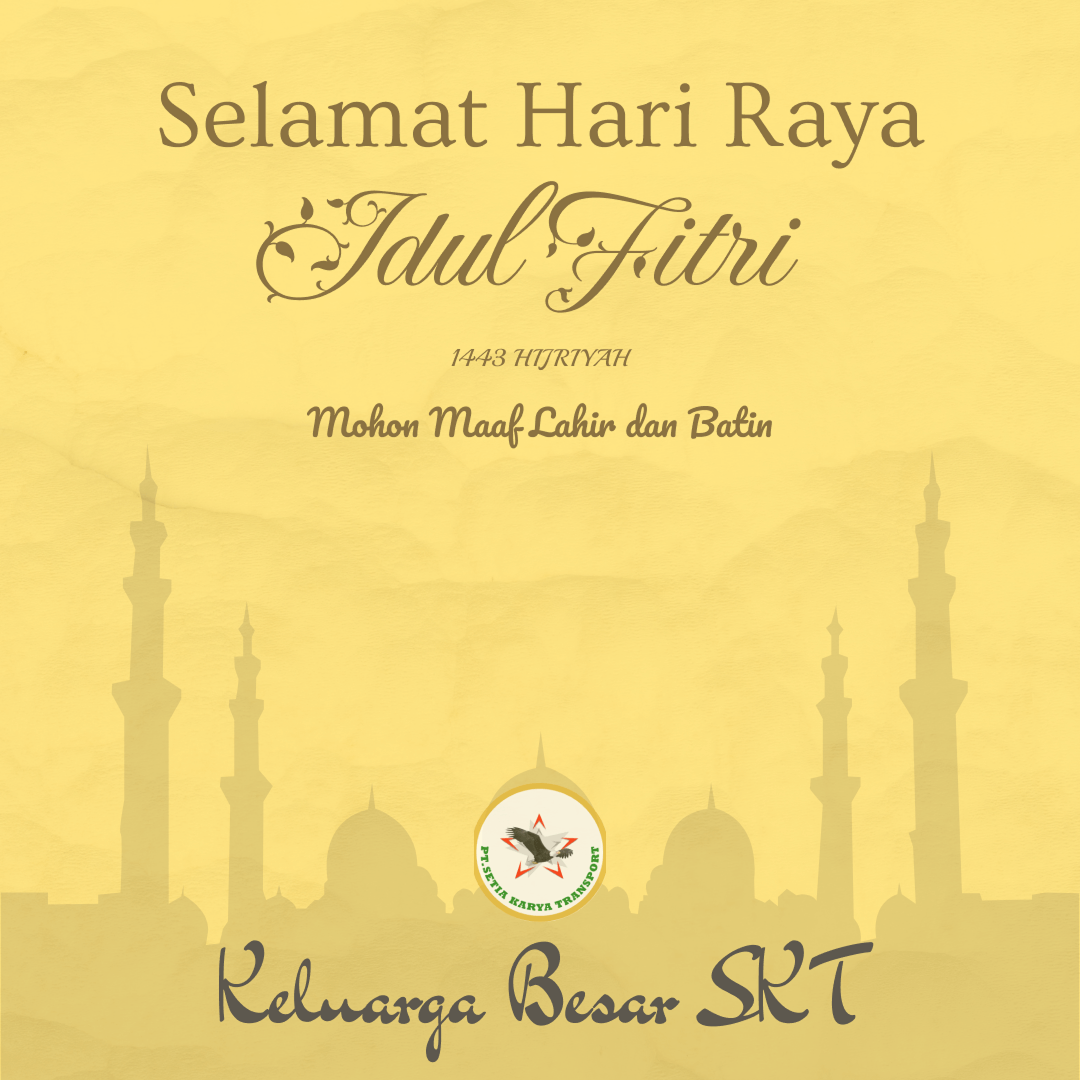 Selamat Hari Raya
Idul Fitri
1443 HIJRIYAH
Mohon Maaf Lahir dan Batin
PT.SETIA KARYA TRANSPORT
Keluarga Besar SKT